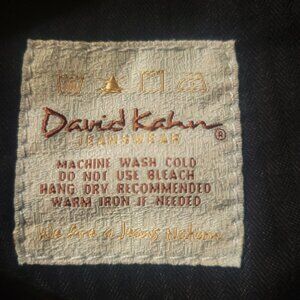 David Kahn ®
JEANSWEAR
MACHINE WASH COLD
DO NOT USE BLEACH
HANG DRY RECOMMENDED
WARM IRON IF NEEDED
We Are a Jeans Nation